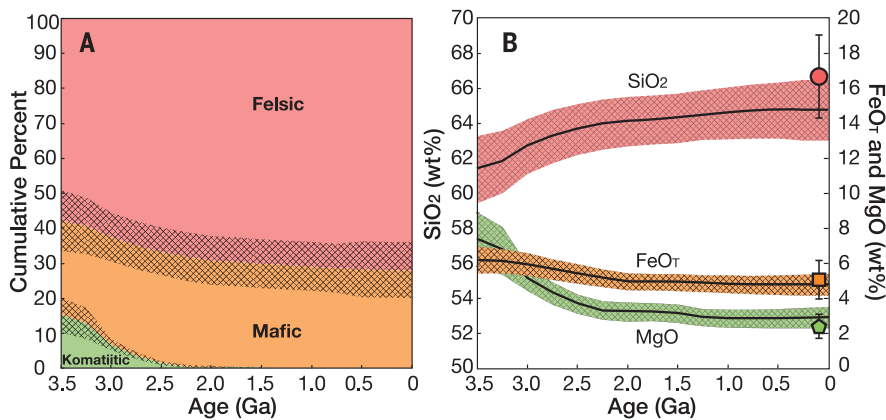 A
Cumulative Percent
100
90
80
70
60
50
40
30
20
10
0
Felsic
Mafic
Komatiitic
3.5 3.0 2.5 2.0 1.5 1.0 0.5 0
Age (Ga)
B
SiO2 (wt%)
70
68
66
64
62
60
58
56
54
52
50
SiO2
FeOT
MgO
3.5 3.0 2.5 2.0 1.5 1.0 0.5 0
Age (Ga)
20
18
16
14
12
10
8
6
4
2
0
FeOT and MgO (wt%)